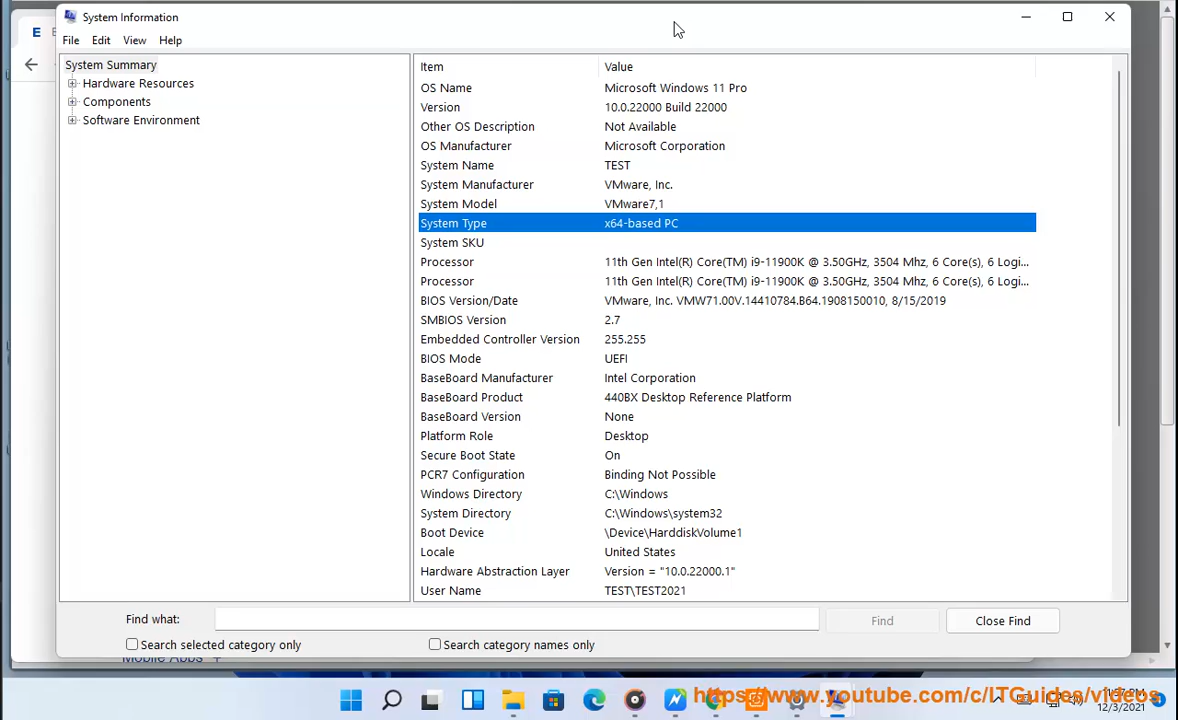 System Information
File Edit View Help
System Summary
Hardware Resources
Components
Software Environment
Item Value
OS Name Microsoft Windows 11 Pro
Version 10.0.22000 Build 22000
Other OS Description Not Available
OS Manufacturer Microsoft Corporation
System Name TEST
System Manufacturer VMware, Inc.
System Model VMware7,1
System Type x64-based PC
System SKU
Processor 11th Gen Intel(R) Core(TM) i9-11900K @ 3.50GHz, 3504 Mhz, 6 Core(s), 6 Logi...
Processor 11th Gen Intel(R) Core(TM) i9-11900K @ 3.50GHz, 3504 Mhz, 6 Core(s), 6 Logi...
BIOS Version/Date VMware, Inc. VMW71.00V.14410784.B64.1908150010, 8/15/2019
SMBIOS Version 2.7
Embedded Controller Version 255.255
BIOS Mode UEFI
BaseBoard Manufacturer Intel Corporation
BaseBoard Product 440BX Desktop Reference Platform
BaseBoard Version None
Platform Role Desktop
Secure Boot State On
PCR7 Configuration Binding Not Possible
Windows Directory C:\Windows
System Directory C:\Windows\system32
Boot Device \Device\HarddiskVolume1
Locale United States
Hardware Abstraction Layer Version = "10.0.22000.1"
User Name TEST\TEST2021
Find what: Find Close Find
Search selected category only Search category names only
Mobile Apps +
https://www.youtube.com/c/ITGuides/videos
12/3/2021